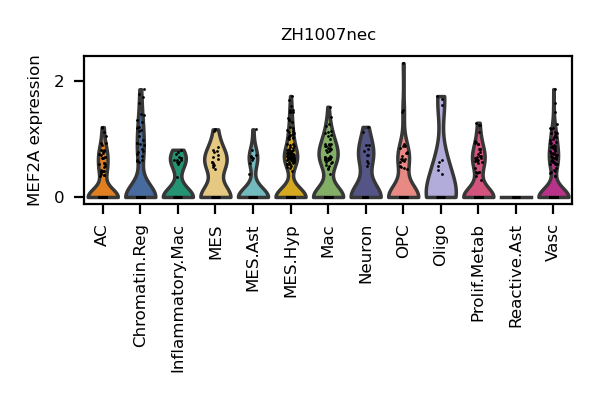 ZH1007nec
MEF2A expression
2
0
AC
Chromatin.Reg
Inflammatory.Mac
MES
MES.Ast
MES.Hyp
Mac
Neuron
OPC
Oligo
Prolif.Metab
Reactive.Ast
Vasc